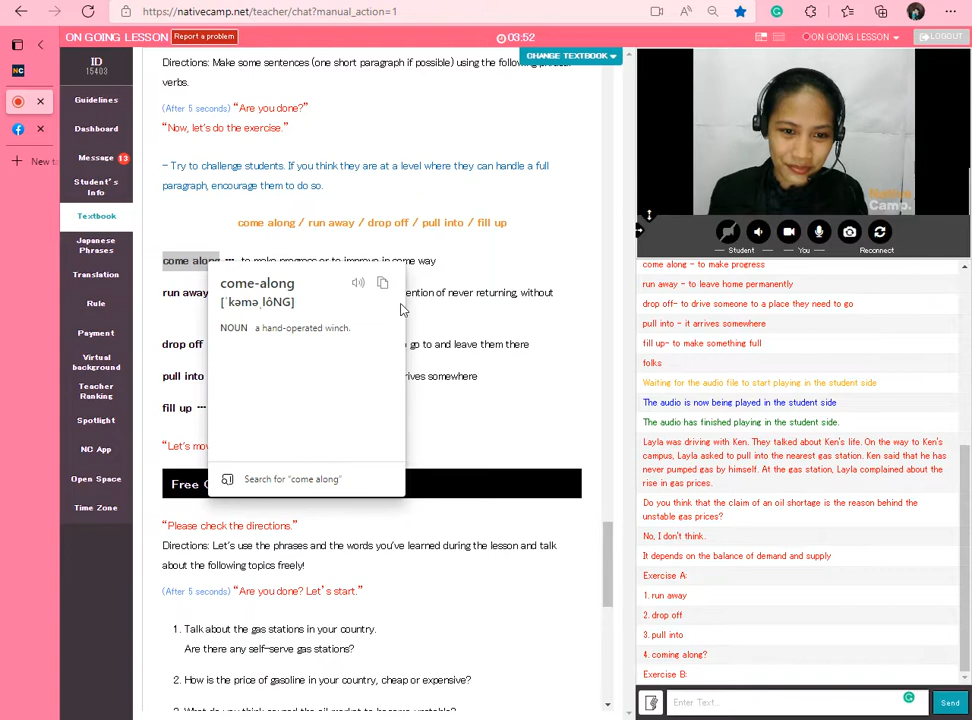 https://nativecamp.net/teacher/chat?manual_action=1
ON GOING LESSON
Report a problem
03:52
ON GOING LESSON
LOGOUT
NC
New t
ID
15403
Guidelines
Dashboard
Message 13
Student's
Info
Textbook
Japanese
Phrases
Translation
Rule
Payment
Virtual
background
Teacher
Ranking
Spotlight
NC App
Open Space
Time Zone
CHANGE TEXTBOOK
Directions: Make some sentences (one short paragraph if possible) using the following
verbs.
(After 5 seconds) “Are you done?”
“Now, let’s do the exercise.”
- Try to challenge students. If you think they are at a level where they can handle a full
paragraph, encourage them to do so.
come along / run away / drop off / pull into / fill up
come along ··· to make progress or to improve in some way
run away
ention of never returning, without
drop off
o go to and leave them there
pull into
rives somewhere
fill up ···
come-along
[ˈkəməˌlôNG]
NOUN a hand-operated winch.
Search for “come along”
“Let’s mov
Free C
“Please check the directions.”
Directions: Let’s use the phrases and the words you’ve learned during the lesson and talk
about the following topics freely!
(After 5 seconds) “Are you done? Let’s start.”
1. Talk about the gas stations in your country.
Are there any self-serve gas stations?
2. How is the price of gasoline in your country, cheap or expensive?
Native
Camp.
Student
You
Reconnect
come along – to make progress
run away – to leave home permanently
drop off– to drive someone to a place they need to go
pull into – it arrives somewhere
fill up– to make something full
folks
Waiting for the audio file to start playing in the student side
The audio is now being played in the student side
The audio has finished playing in the student side.
Layla was driving with Ken. They talked about Ken’s life. On the way to Ken’s
campus, Layla asked to pull into the nearest gas station. Ken said that he has
never pumped gas by himself. At the gas station, Layla complained about the
rise in gas prices.
Do you think that the claim of an oil shortage is the reason behind the
unstable gas prices?
No, I don’t think.
It depends on the balance of demand and supply
Exercise A:
1. run away
2. drop off
3. pull into
4. coming along?
Exercise B:
Enter Text...
Send